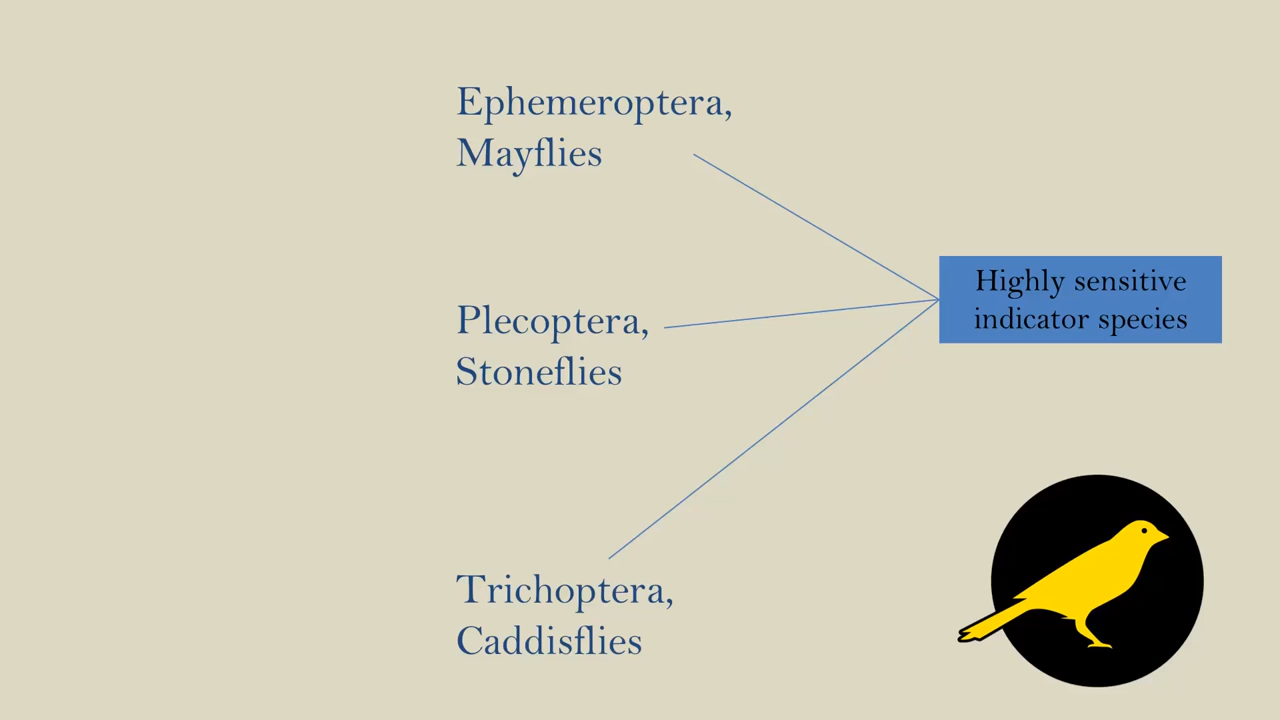 Ephemeroptera,
Mayflies
Highly sensitive
indicator species
Plecoptera,
Stoneflies
Trichoptera,
Caddisflies